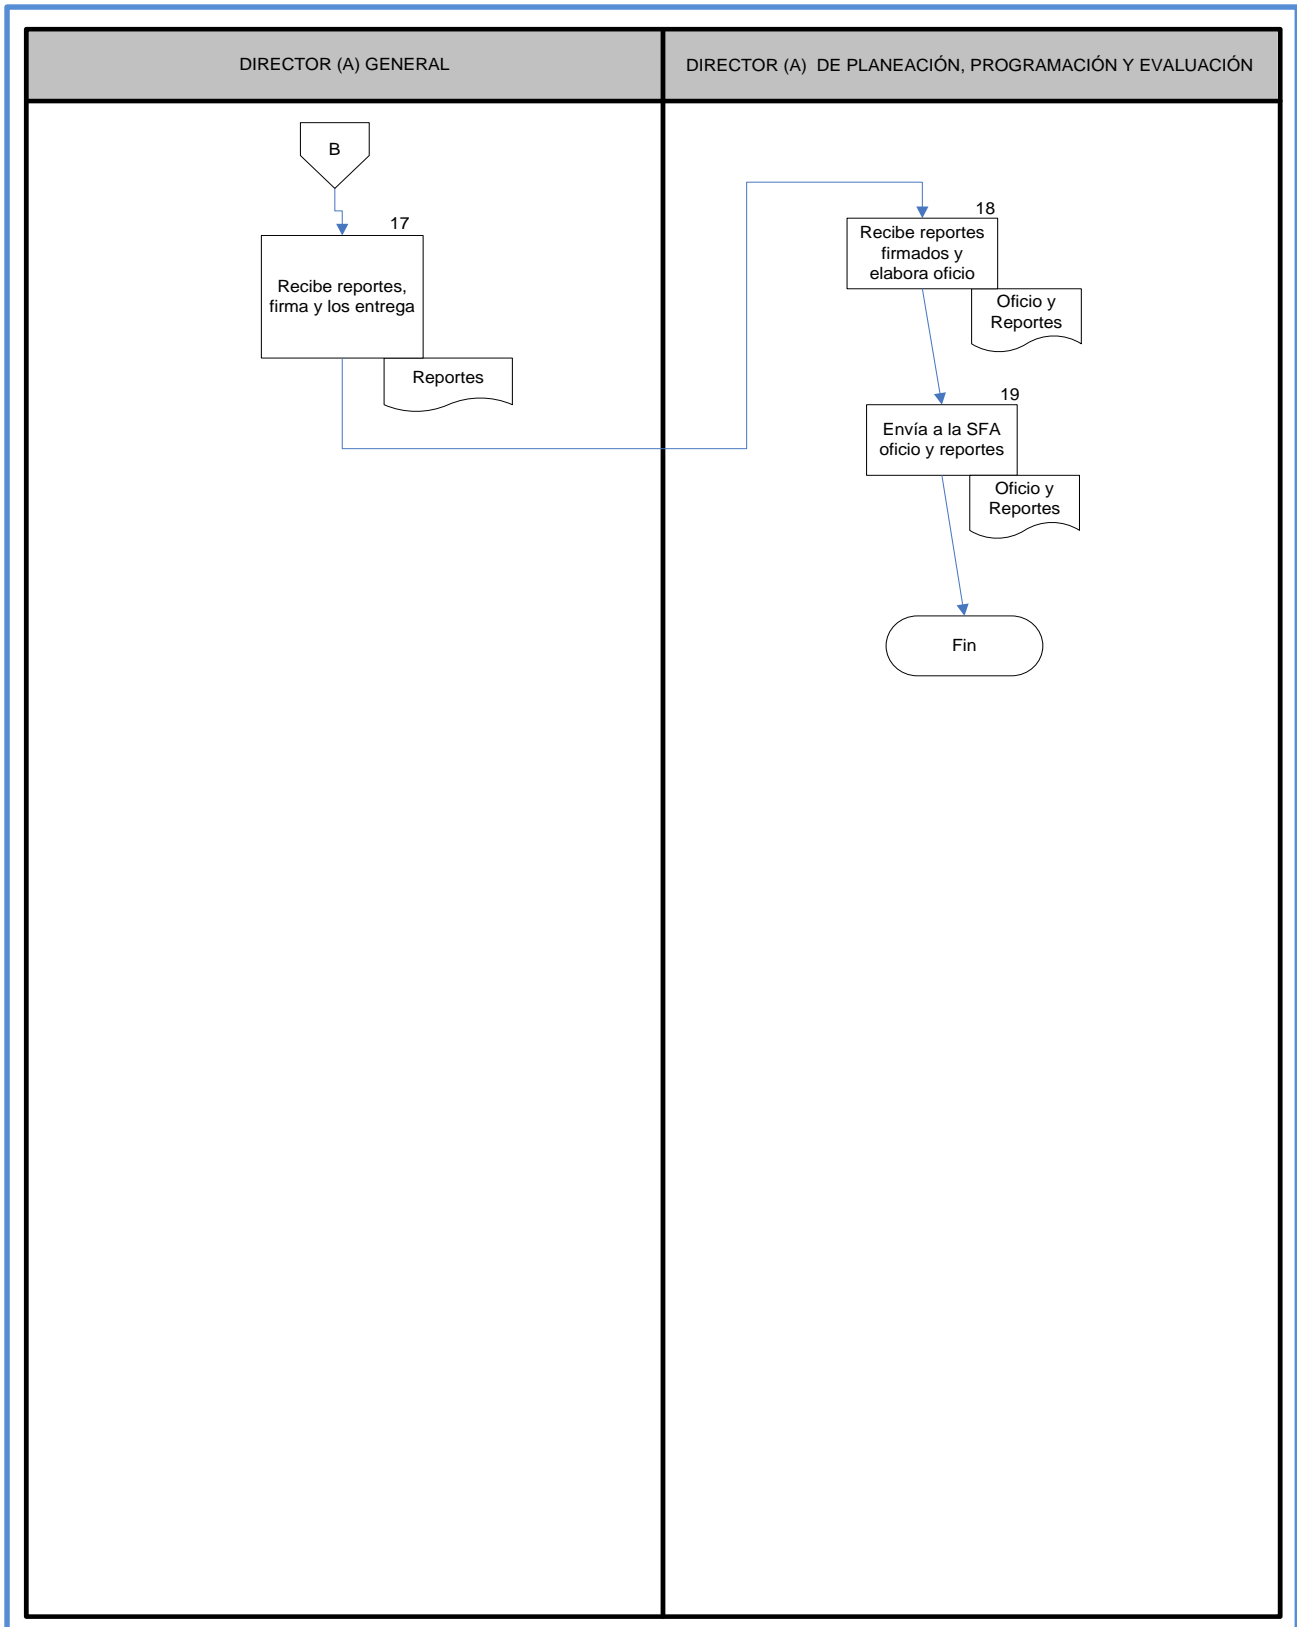 DIRECTOR (A) GENERAL
DIRECTOR (A)  DE PLANEACIÓN, PROGRAMACIÓN Y EVALUACIÓN
B
17
Recibe reportes,
firma y los entrega
Reportes
18
Recibe reportes
firmados y
elabora oficio
Oficio y
Reportes
19
Envía a la SFA
oficio y reportes
Oficio y
Reportes
Fin